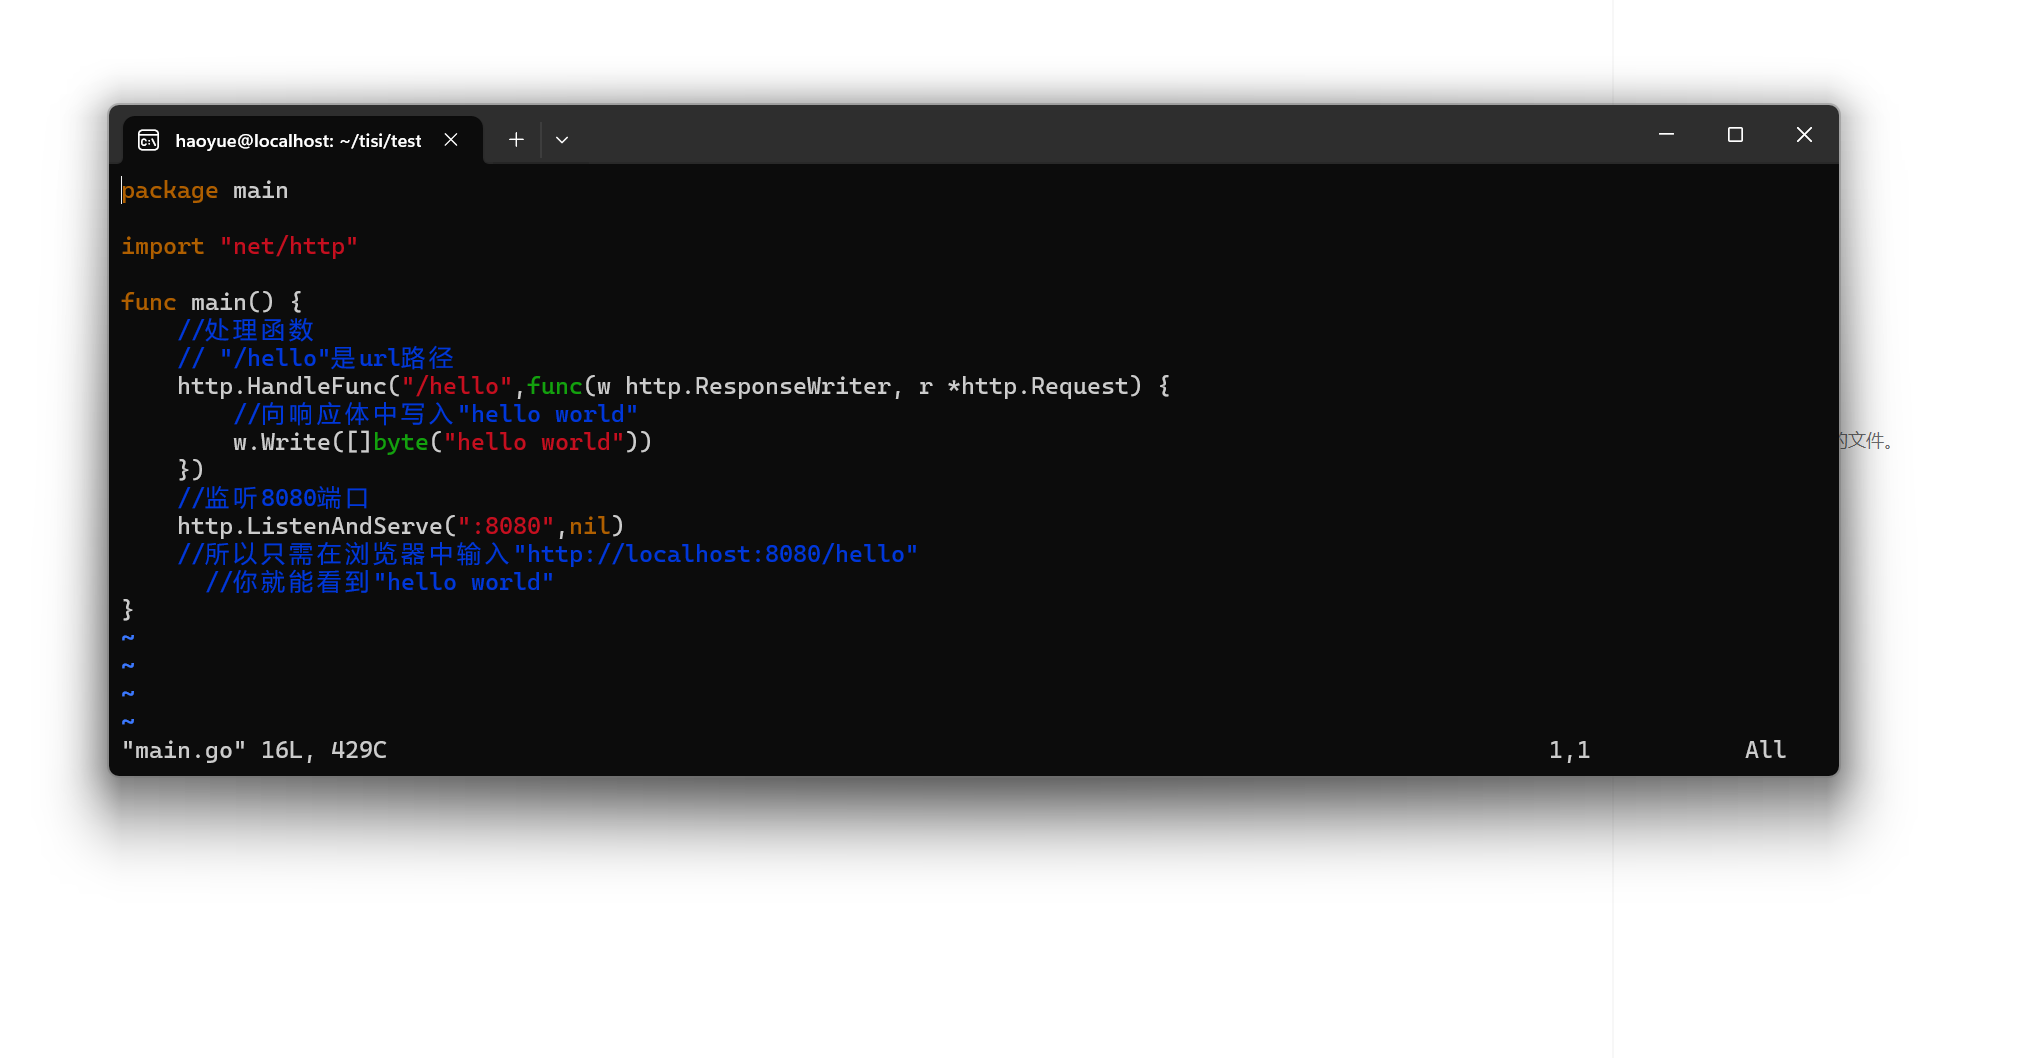 haoyue@localhost: ~/tisi/test
package main
import "net/http"
func main() {
//处理函数
// "/hello"是url路径
http.HandleFunc("/hello",func(w http.ResponseWriter, r *http.Request) {
//向响应体中写入"hello world"
w.Write([]byte("hello world"))
})
//监听8080端口
http.ListenAndServe(":8080",nil)
//所以只需在浏览器中输入"http://localhost:8080/hello"
//你就能看到"hello world"
}
~
~
~
~
"main.go" 16L, 429C 1,1 All
的文件。